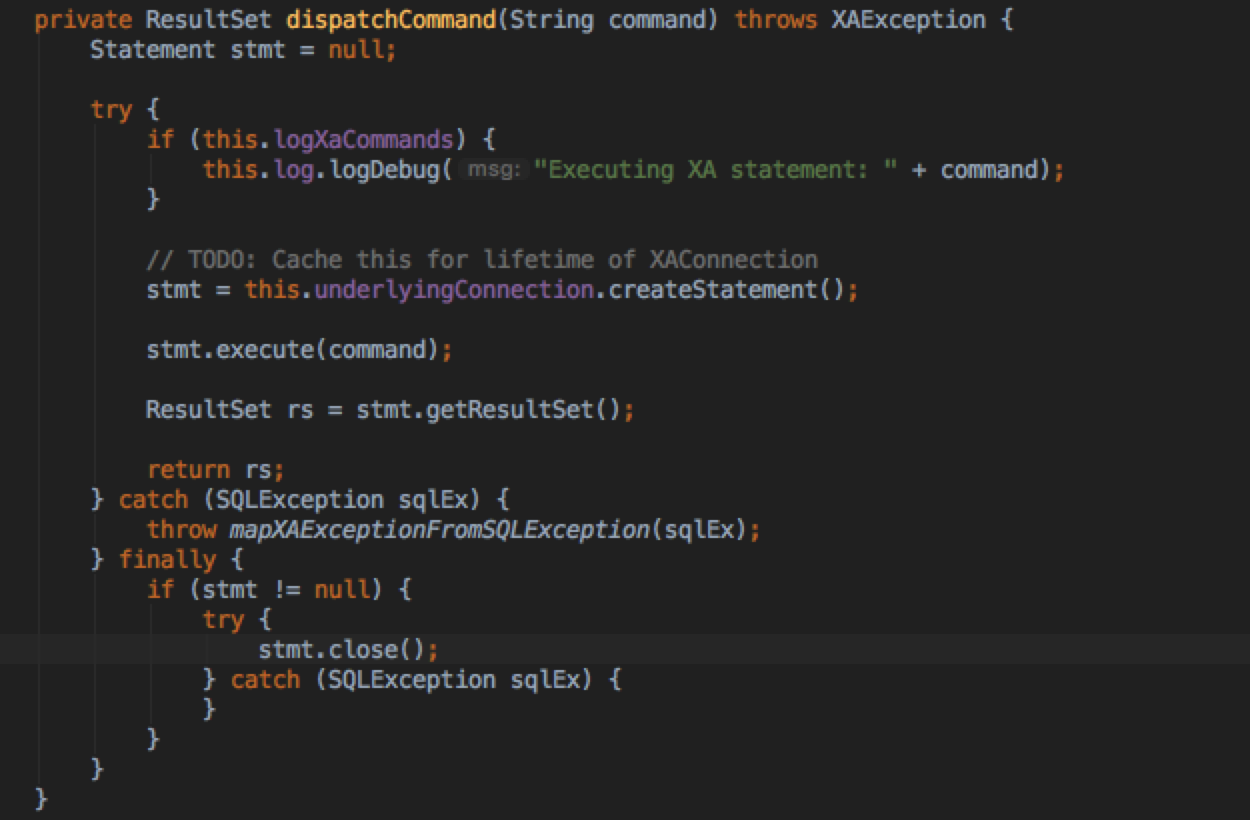 private ResultSet dispatchCommand(String command) throws XAException {
    Statement stmt = null;

    try {
        if (this.logXaCommands) {
            this.log.logDebug( msg: "Executing XA statement: " + command);
        }

        // TODO: Cache this for lifetime of XAConnection
        stmt = this.underlyingConnection.createStatement();

        stmt.execute(command);

        ResultSet rs = stmt.getResultSet();

        return rs;
    } catch (SQLException sqlEx) {
        throw mapXAExceptionFromSQLException(sqlEx);
    } finally {
        if (stmt != null) {
            try {
                stmt.close();
            } catch (SQLException sqlEx) {
            }
        }
    }
}